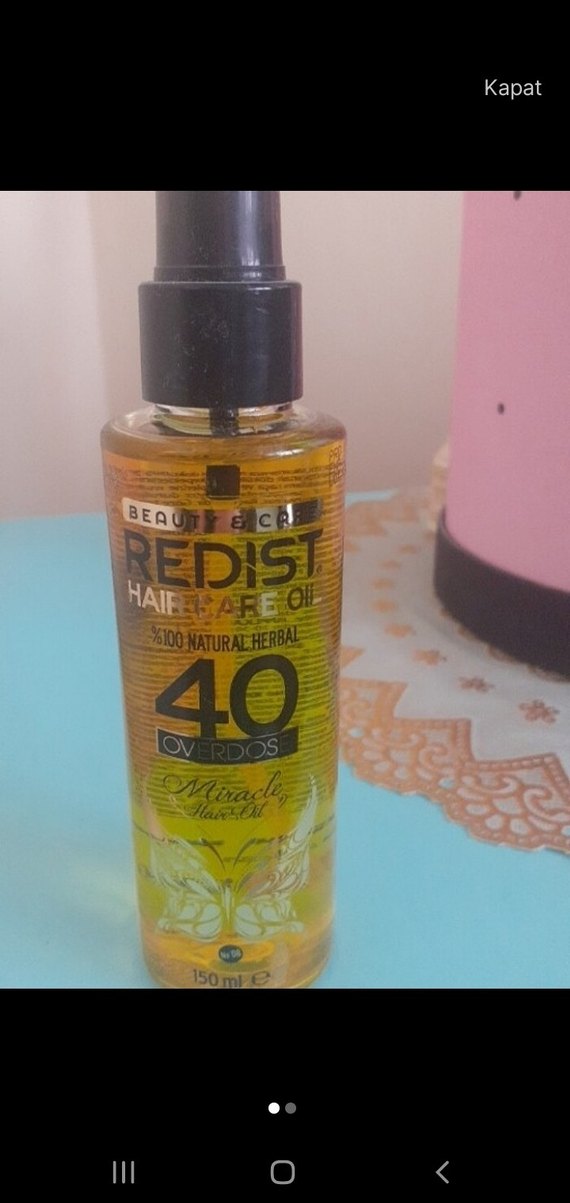 Kapat
BEAUTY & CARE
REDIST®
HAIR CARE OIL
%100 NATURAL HERBAL
40
OVERDOSE
Miracle
Hair Oil
150 ml ℮